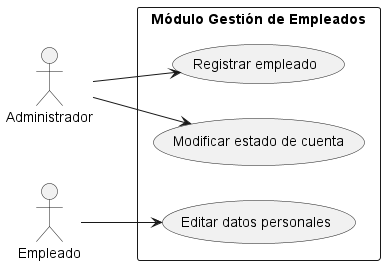 Módulo Gestión de Empleados
Registrar empleado
Administrador
Modificar estado de cuenta
Editar datos personales
Empleado